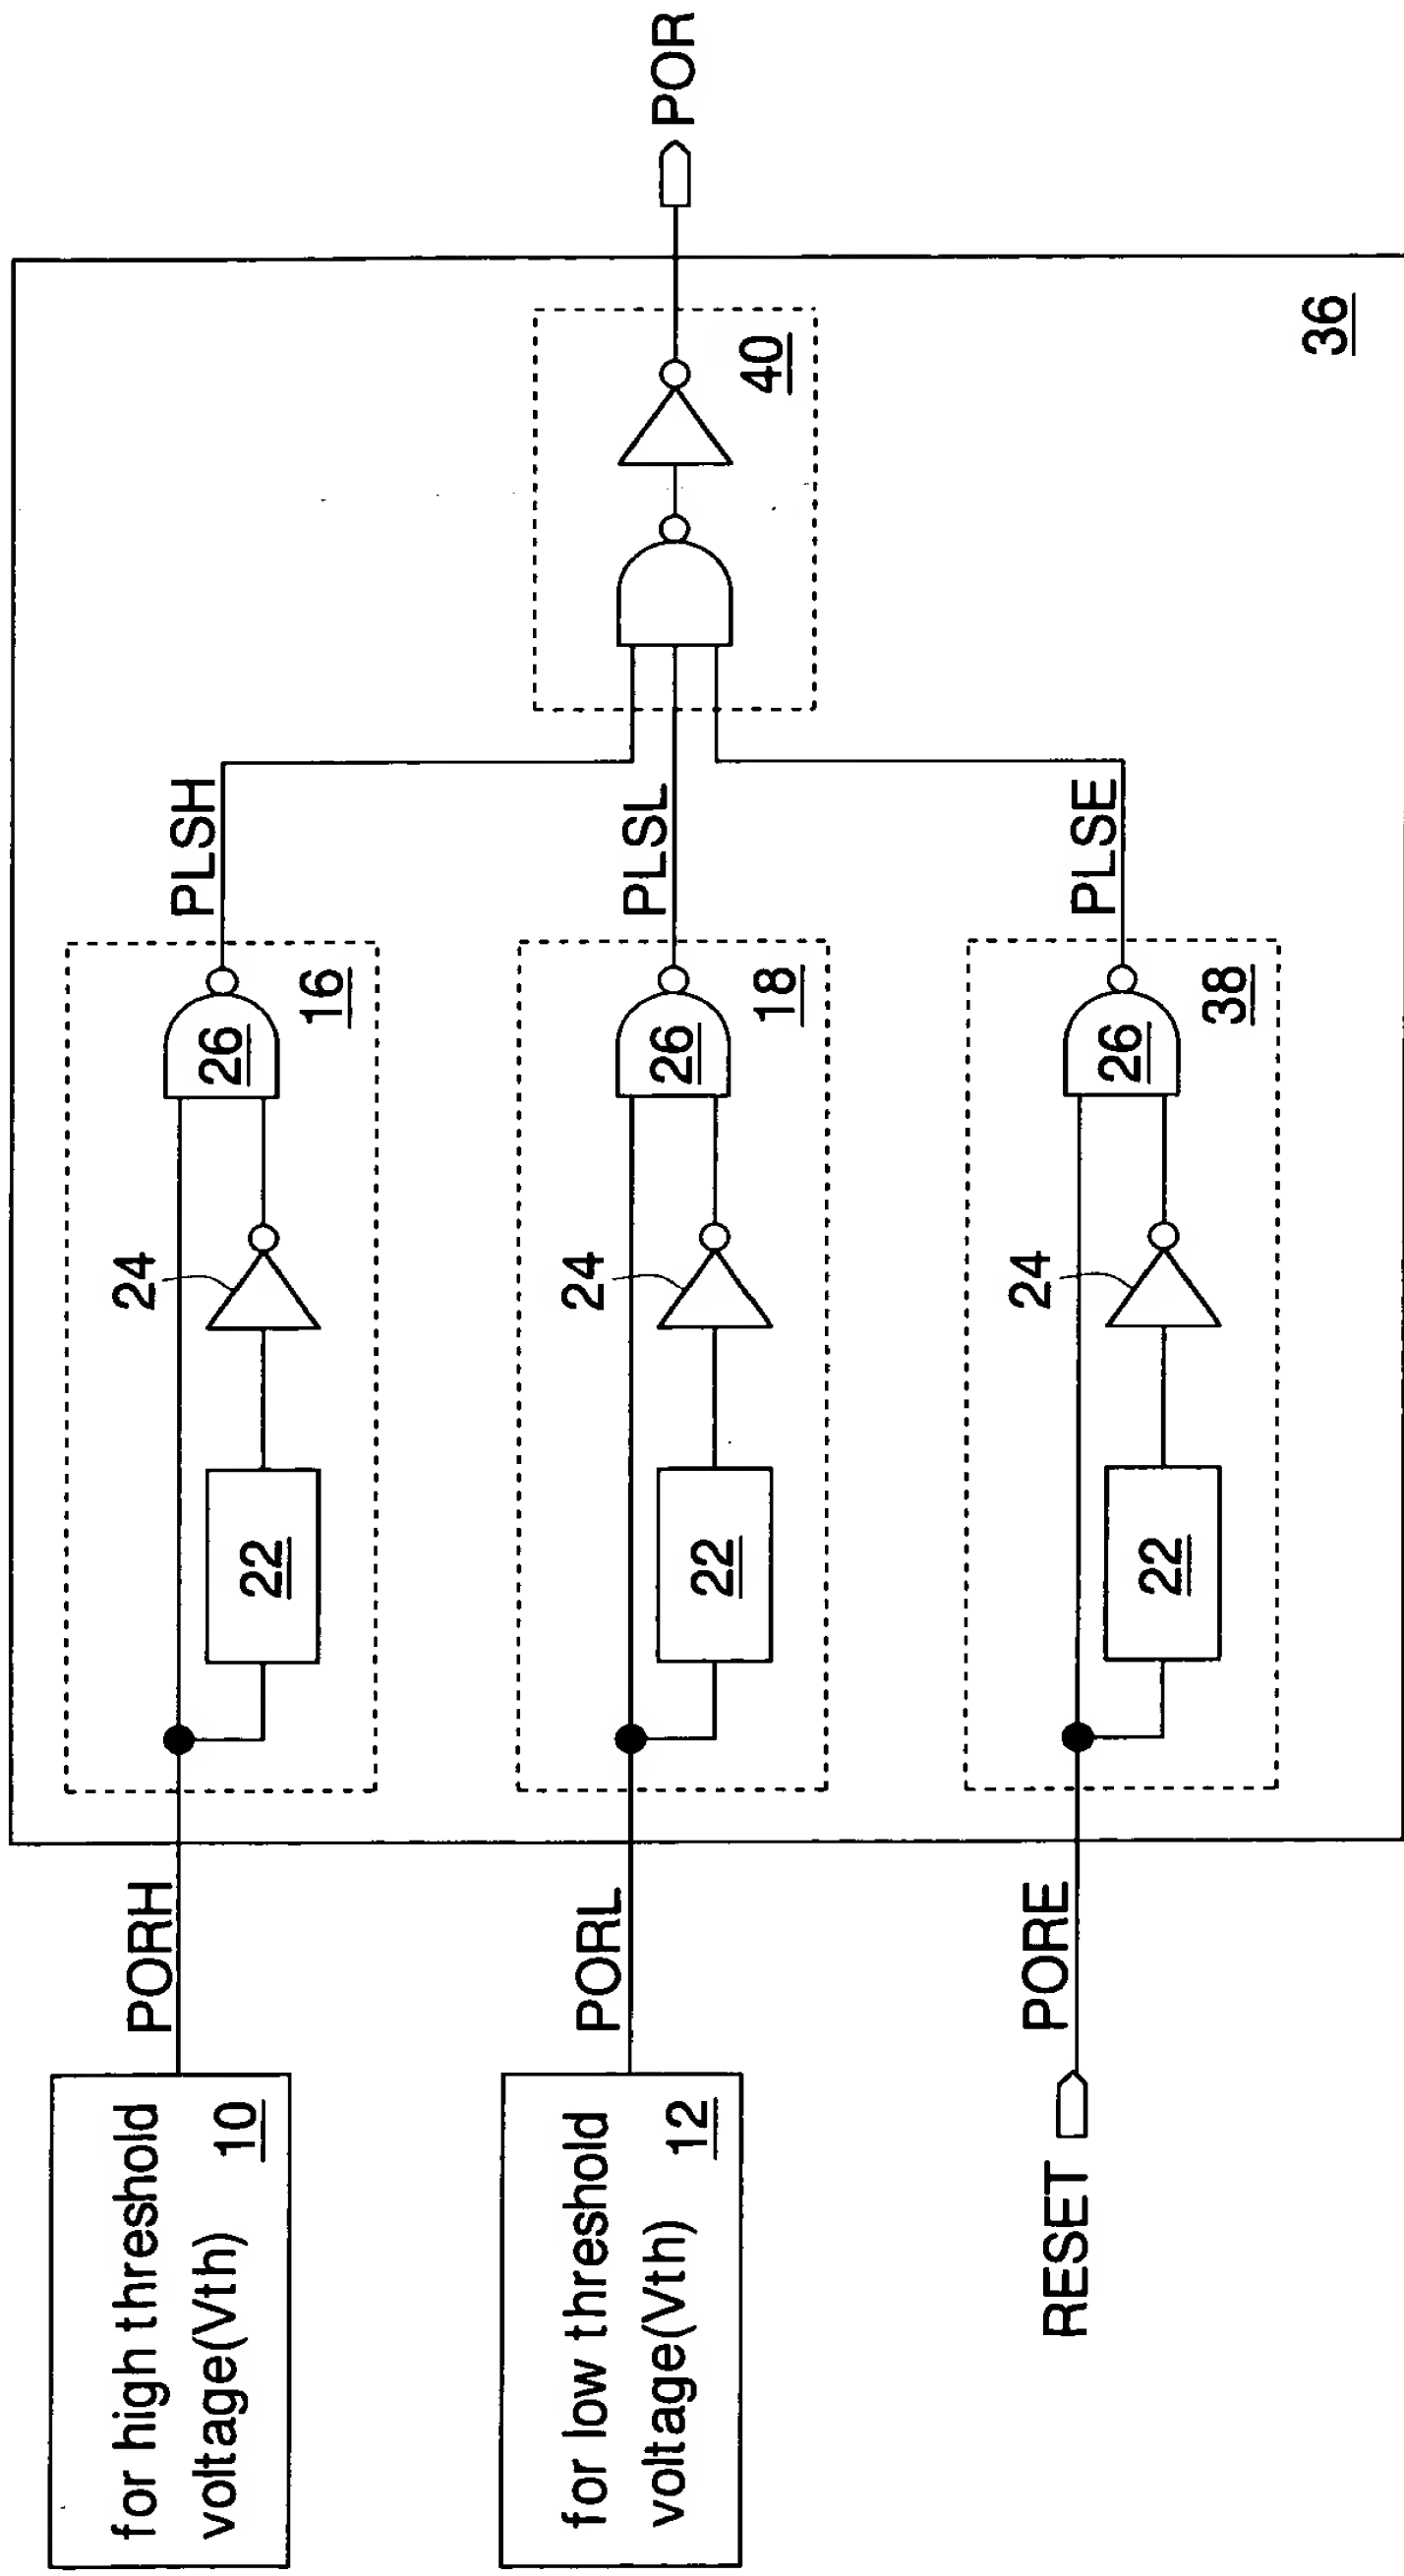 for high threshold
voltage(Vth)
10
PORH
22
24
26
16
PLSH
for low threshold
voltage(Vth)
12
PORL
22
24
26
18
PLSL
40
POR
RESET
PORE
22
24
26
38
PLSE
36